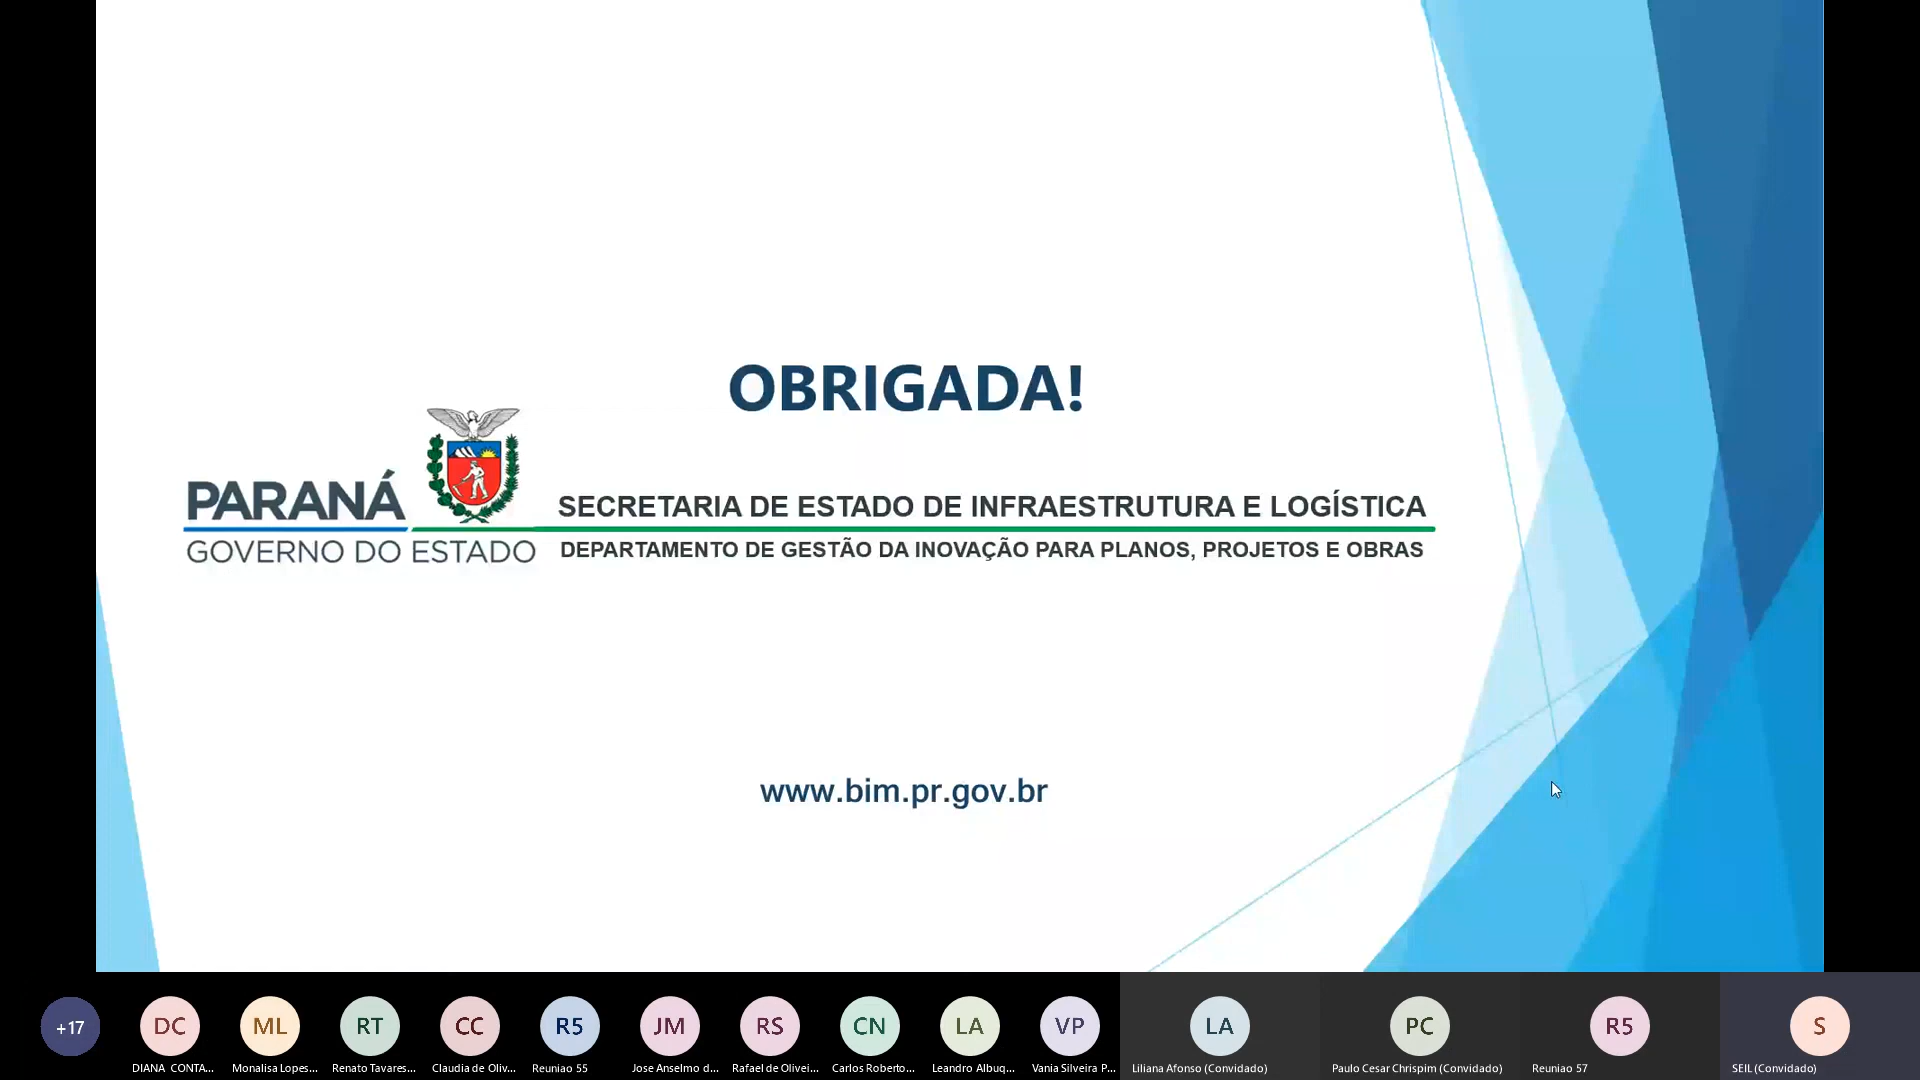 OBRIGADA!
PARANÁ
GOVERNO DO ESTADO
SECRETARIA DE ESTADO DE INFRAESTRUTURA E LOGÍSTICA
DEPARTAMENTO DE GESTÃO DA INOVAÇÃO PARA PLANOS, PROJETOS E OBRAS
www.bim.pr.gov.br
+17
DC
ML
RT
CC
R5
JM
RS
CN
LA
VP
LA
PC
R5
S
DIANA CONTA...
Monalisa Lopes...
Renato Tavares...
Claudia de Oliv...
Reuniao 55
Jose Anselmo d...
Rafael de Olivei...
Carlos Roberto...
Leandro Albuq...
Vania Silveira P...
Liliana Afonso (Convidado)
Paulo Cesar Chrispim (Convidado)
Reuniao 57
SEIL (Convidado)